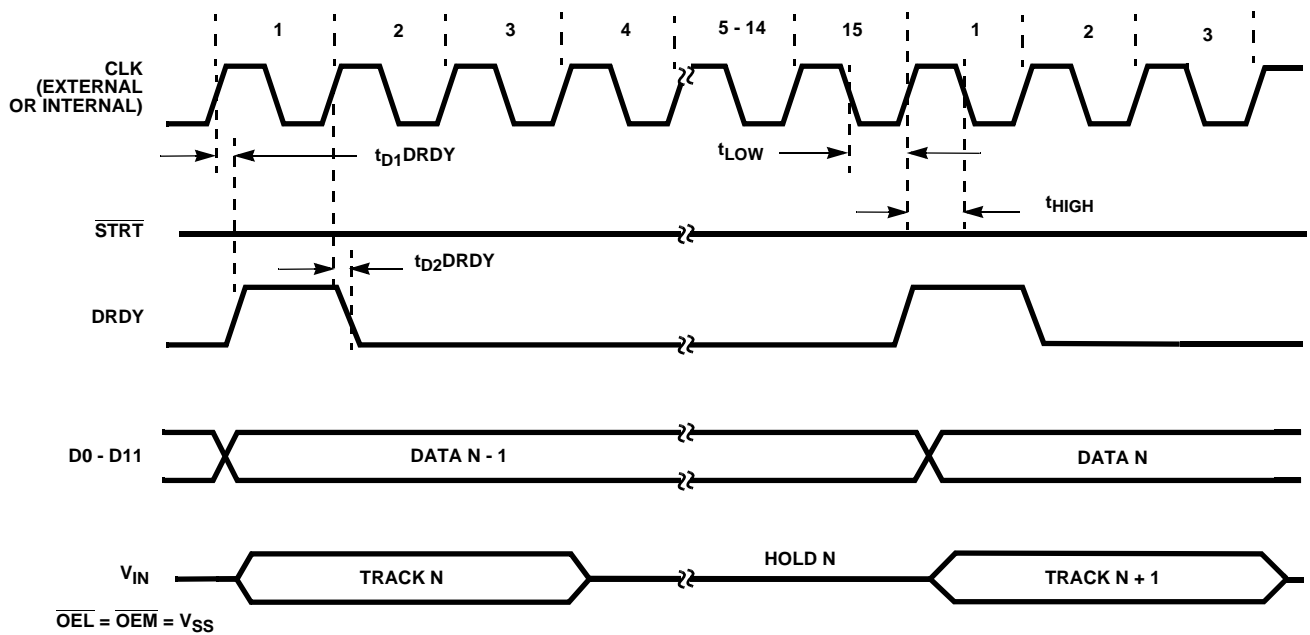 1 2 3 4 5 - 14 15 1 2 3
CLK
(EXTERNAL
OR INTERNAL)
tD1DRDY
tLOW
tHIGH
STRT
tD2DRDY
DRDY
D0 - D11
DATA N - 1
DATA N
HOLD N
VIN
TRACK N
TRACK N + 1
OEL = OEM = VSS